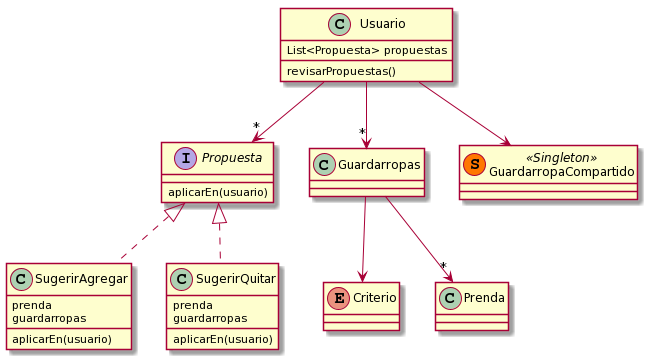 C Usuario
List<Propuesta> propuestas
revisarPropuestas()
* *
I Propuesta
aplicarEn(usuario)
C Guardarropas
S «Singleton»
GuardarropaCompartido
C SugerirAgregar
prenda
guardarropas
aplicarEn(usuario)
C SugerirQuitar
prenda
guardarropas
aplicarEn(usuario)
E Criterio
*
C Prenda